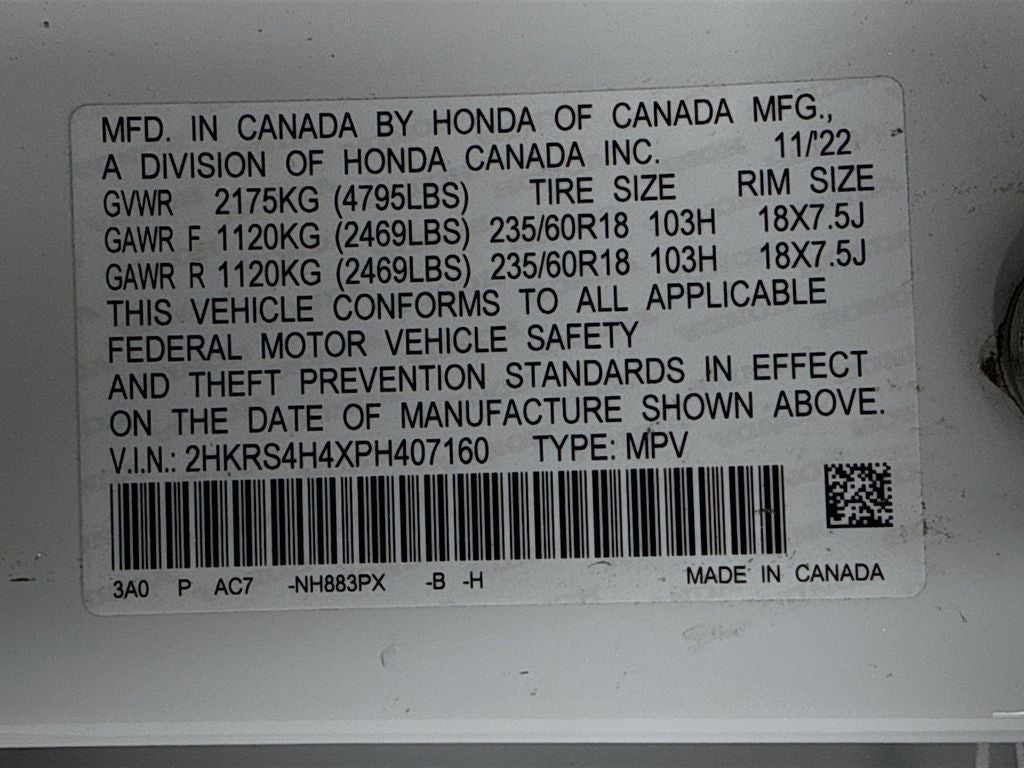 MFD. IN CANADA BY HONDA OF CANADA MFG.,
A DIVISION OF HONDA CANADA INC. 11/'22
GVWR 2175KG (4795LBS) TIRE SIZE RIM SIZE
GAWR F 1120KG (2469LBS) 235/60R18 103H 18X7.5J
GAWR R 1120KG (2469LBS) 235/60R18 103H 18X7.5J
THIS VEHICLE CONFORMS TO ALL APPLICABLE
FEDERAL MOTOR VEHICLE SAFETY
AND THEFT PREVENTION STANDARDS IN EFFECT
ON THE DATE OF MANUFACTURE SHOWN ABOVE.
V.I.N.: 2HKRS4H4XPH407160 TYPE: MPV
3A0 P AC7 -NH883PX -B -H MADE IN CANADA